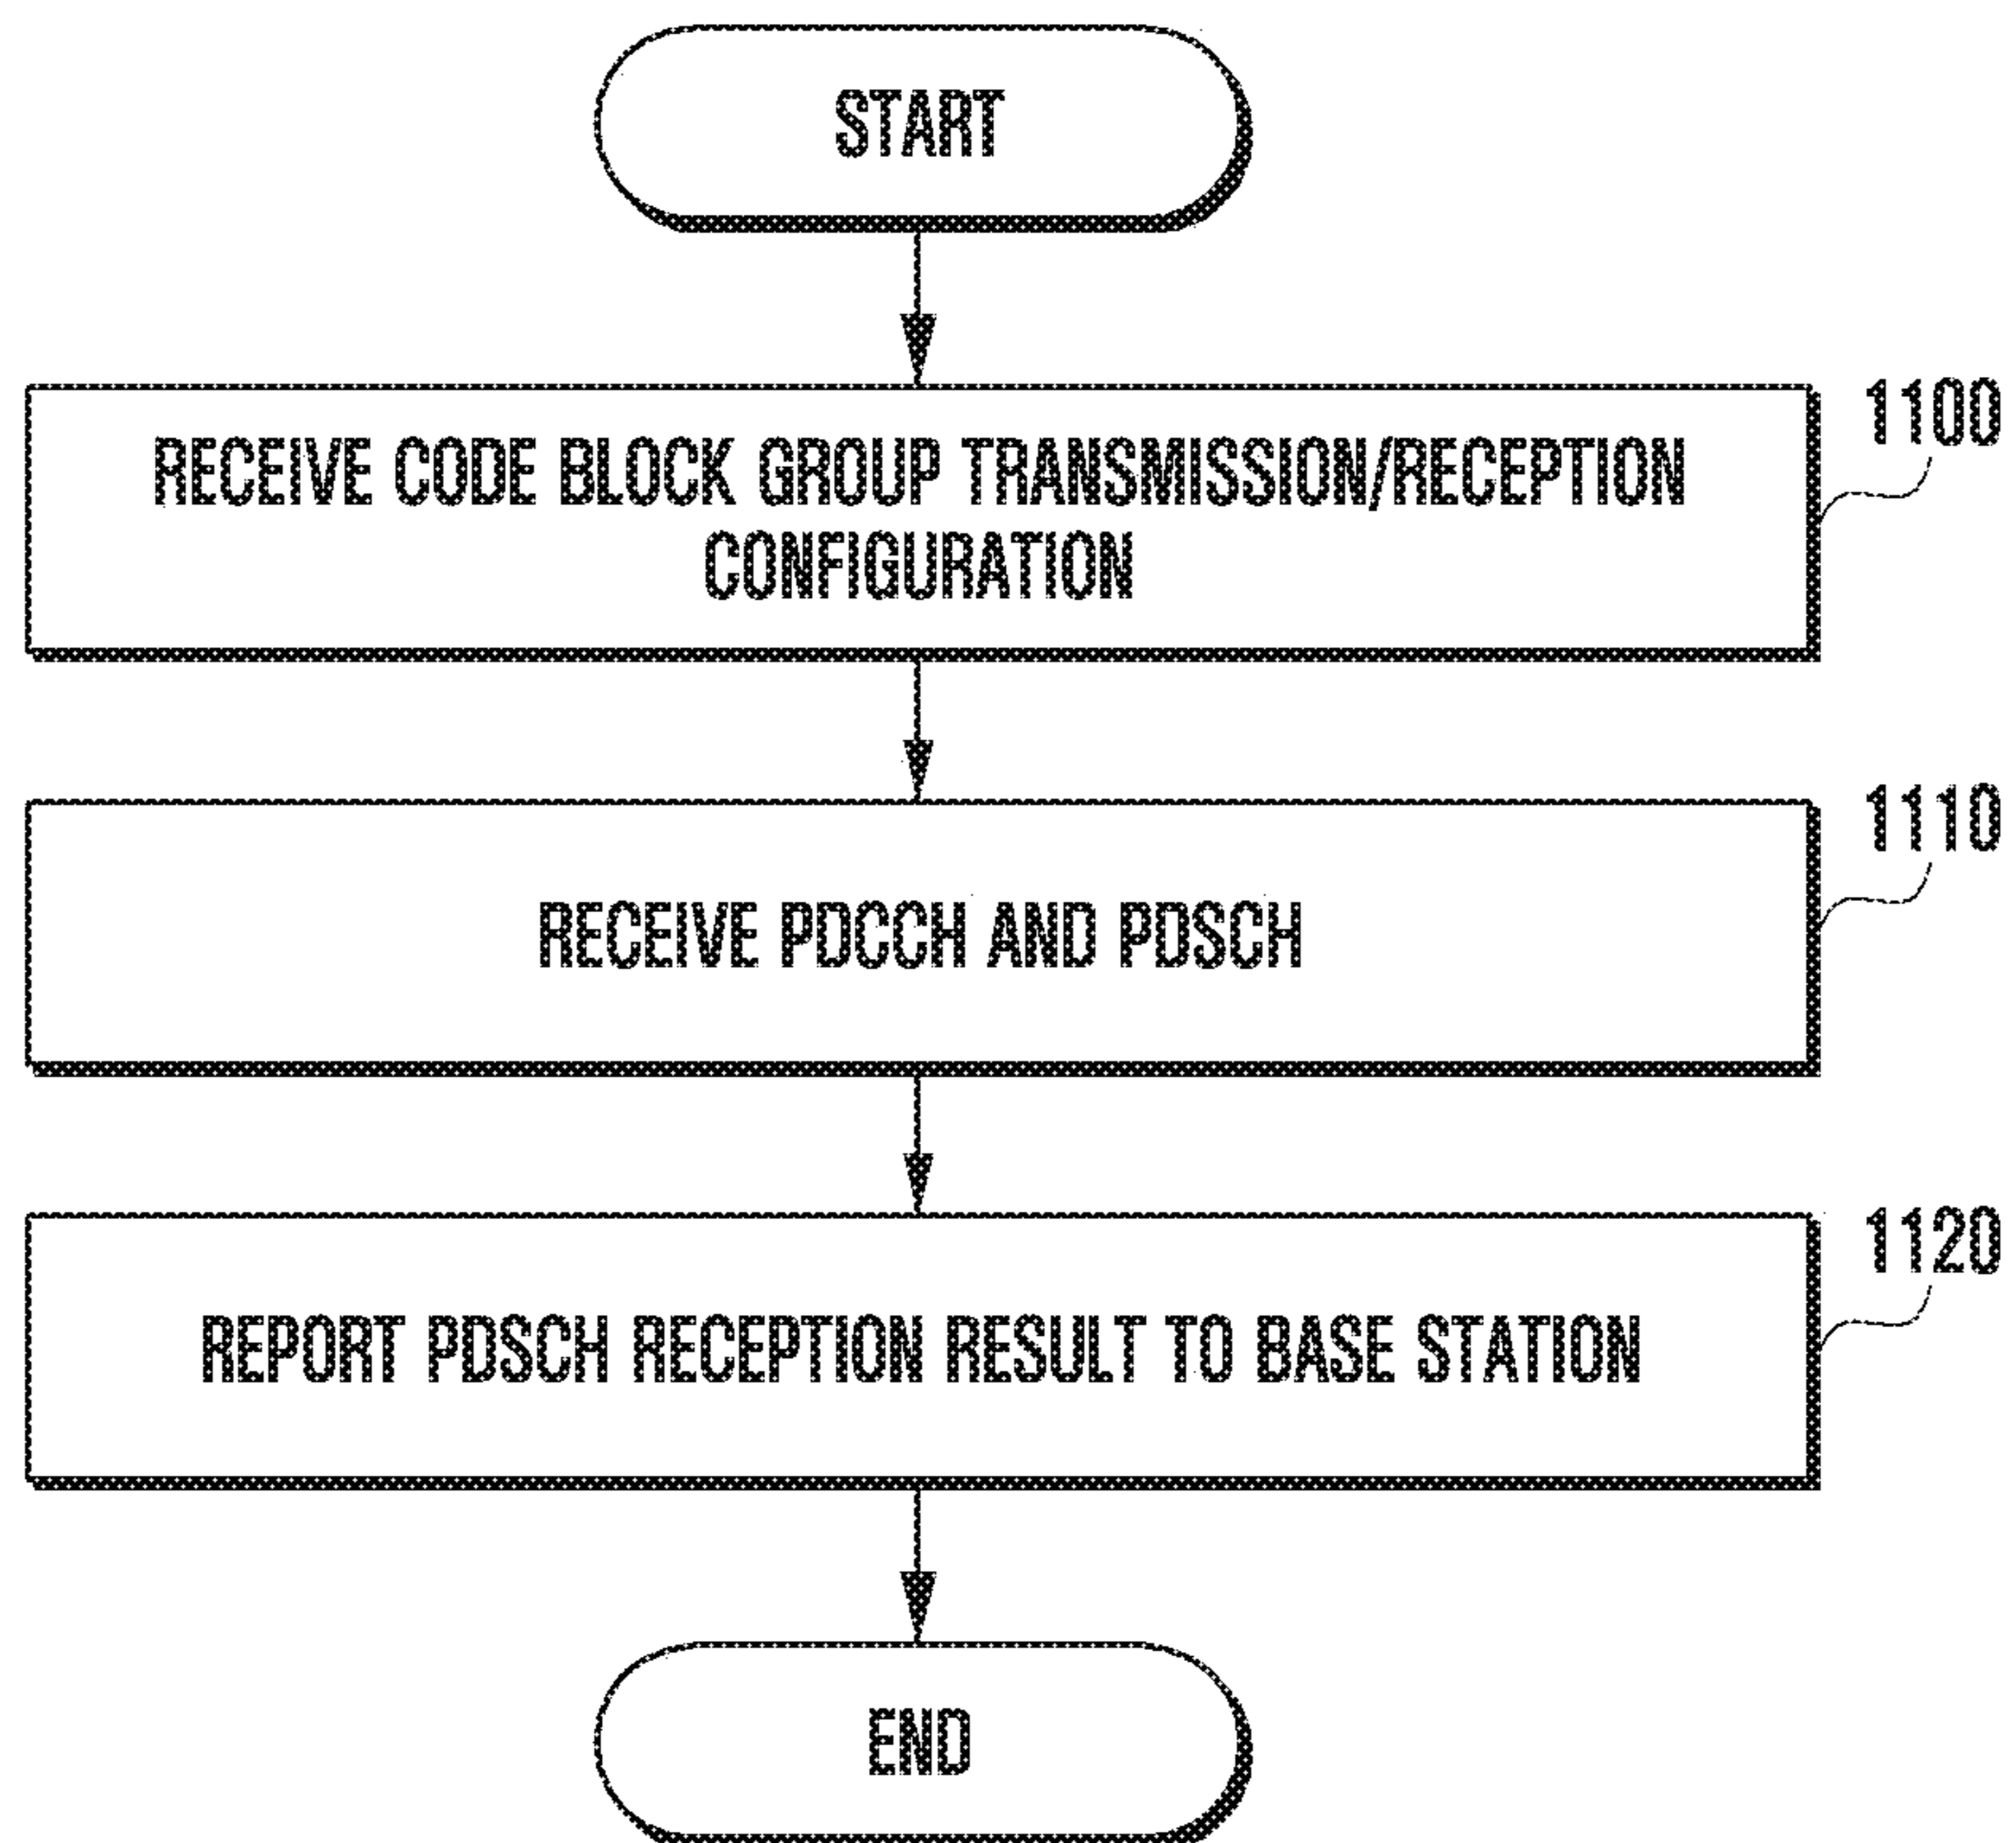 START
RECEIVE CODE BLOCK GROUP TRANSMISSION/RECEPTION
CONFIGURATION
1100
RECEIVE PDCCH AND PDSCH
1110
REPORT PDSCH RECEPTION RESULT TO BASE STATION
1120
END